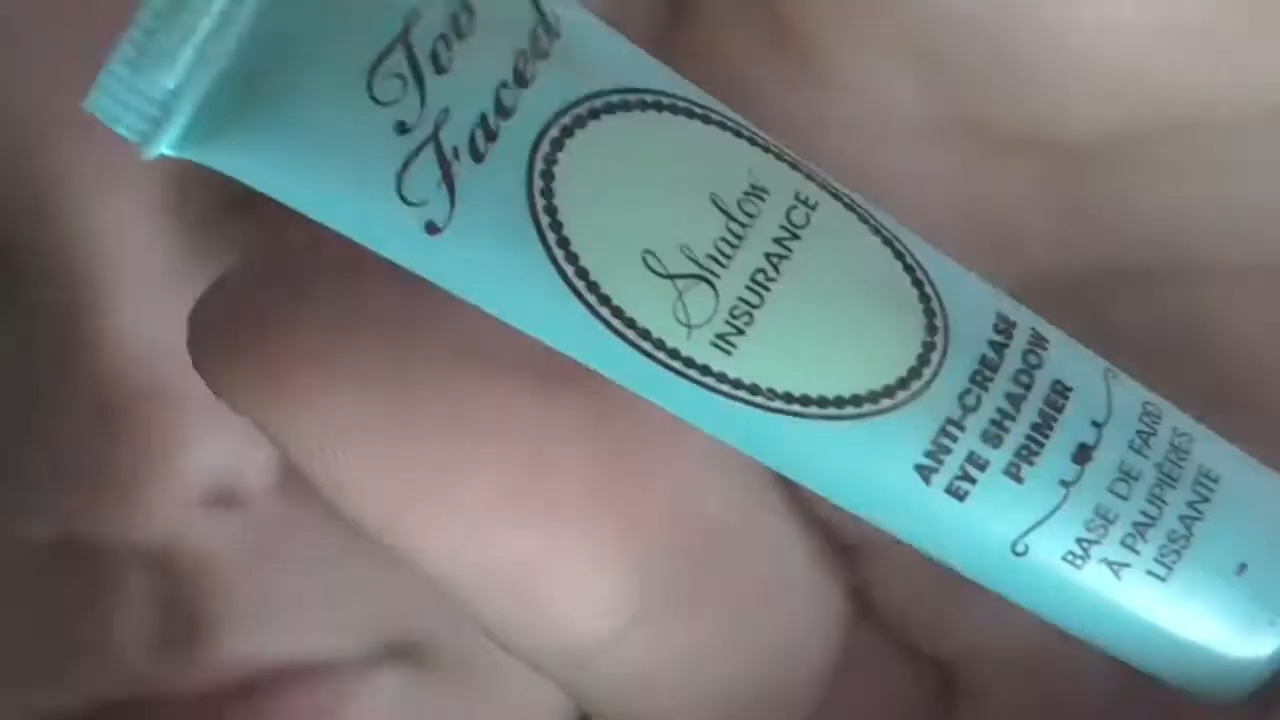 Too
Faced
Shadow
INSURANCE
ANTI-CREASE
EYE SHADOW
PRIMER
BASE DE FARD
À PAUPIÈRES
LISSANTE